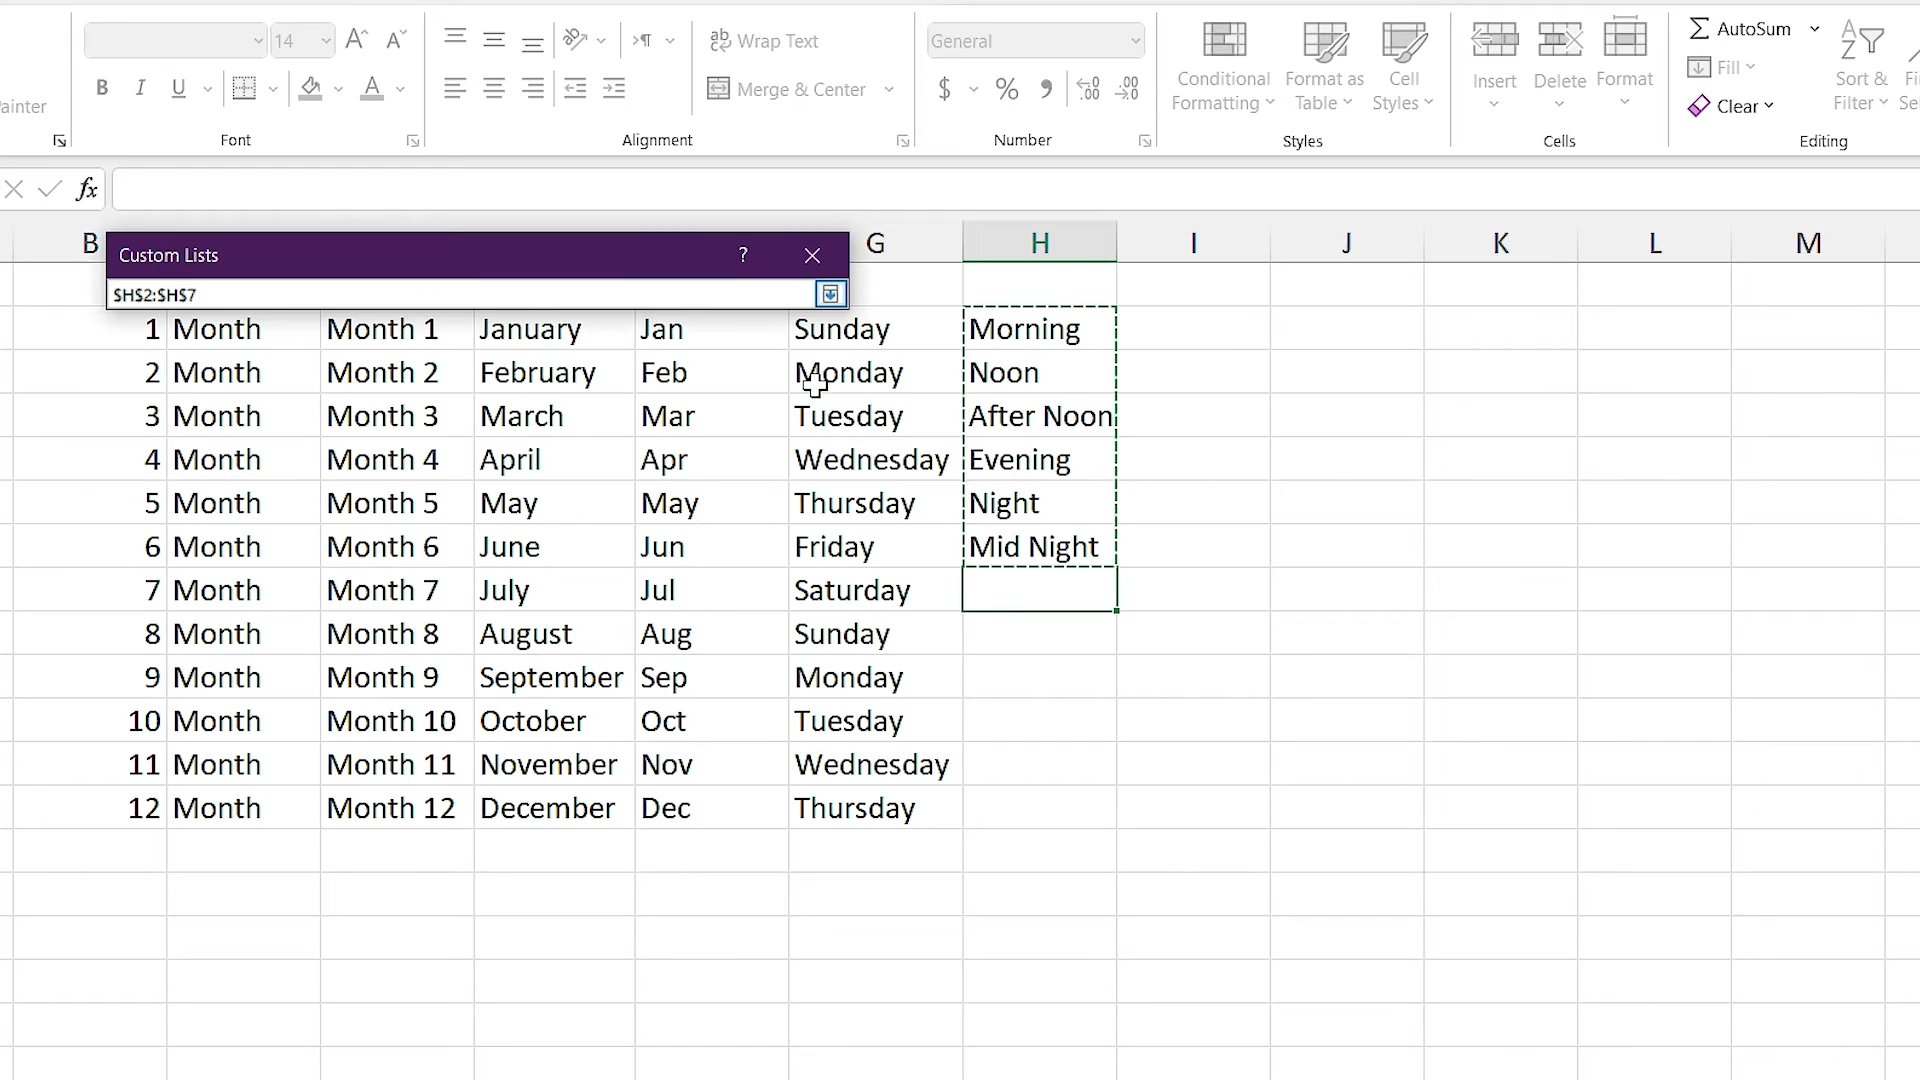 14
General
ab Wrap Text
AutoSum
Fill
B I U
Merge & Center
$ % ,
Conditional Formatting
Format as Table
Cell Styles
Insert
Delete
Format
Clear
Sort & Filter
ainter
Font
Alignment
Number
Styles
Cells
Editing
fx
B G H I J K L M
Custom Lists ?
$H$2:$H$7
1 Month Month 1 January Jan Sunday Morning
2 Month Month 2 February Feb Monday Noon
3 Month Month 3 March Mar Tuesday After Noon
4 Month Month 4 April Apr Wednesday Evening
5 Month Month 5 May May Thursday Night
6 Month Month 6 June Jun Friday Mid Night
7 Month Month 7 July Jul Saturday
8 Month Month 8 August Aug Sunday
9 Month Month 9 September Sep Monday
10 Month Month 10 October Oct Tuesday
11 Month Month 11 November Nov Wednesday
12 Month Month 12 December Dec Thursday